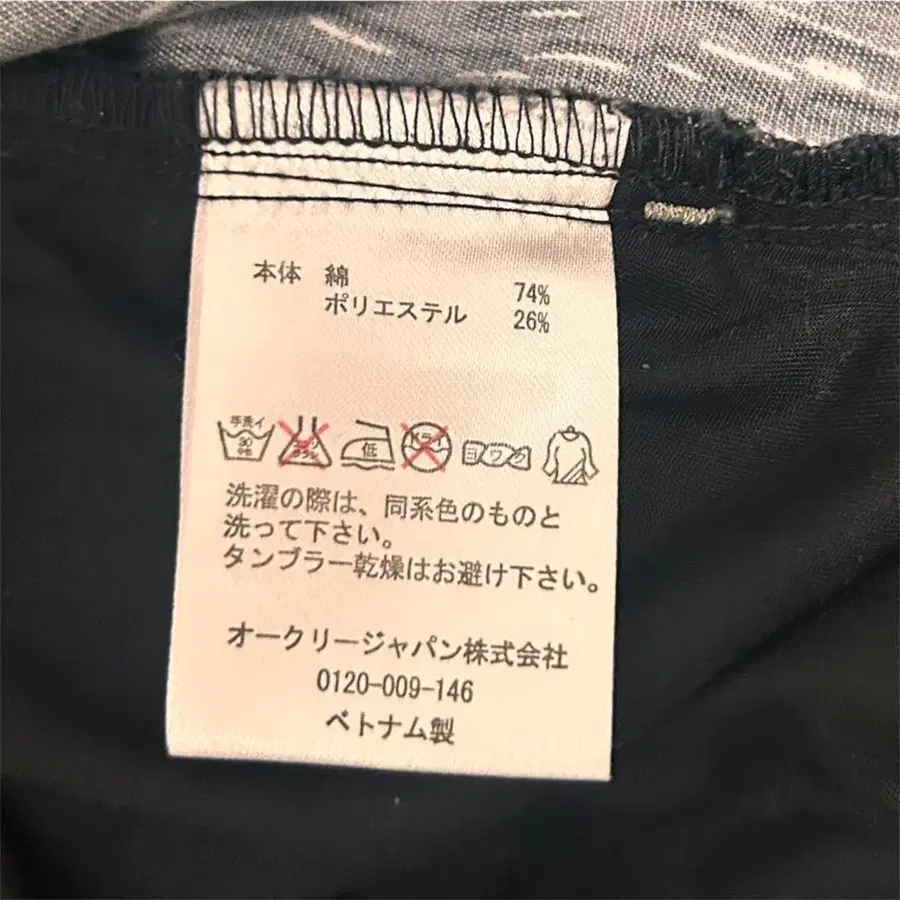 本体 綿 74%
ポリエステル 26%
手洗イ
30
低
ドライ
ヨワク
洗濯の際は、同系色のものと
洗って下さい。
タンブラー乾燥はお避け下さい。
オークリージャパン株式会社
0120-009-146
ベトナム製